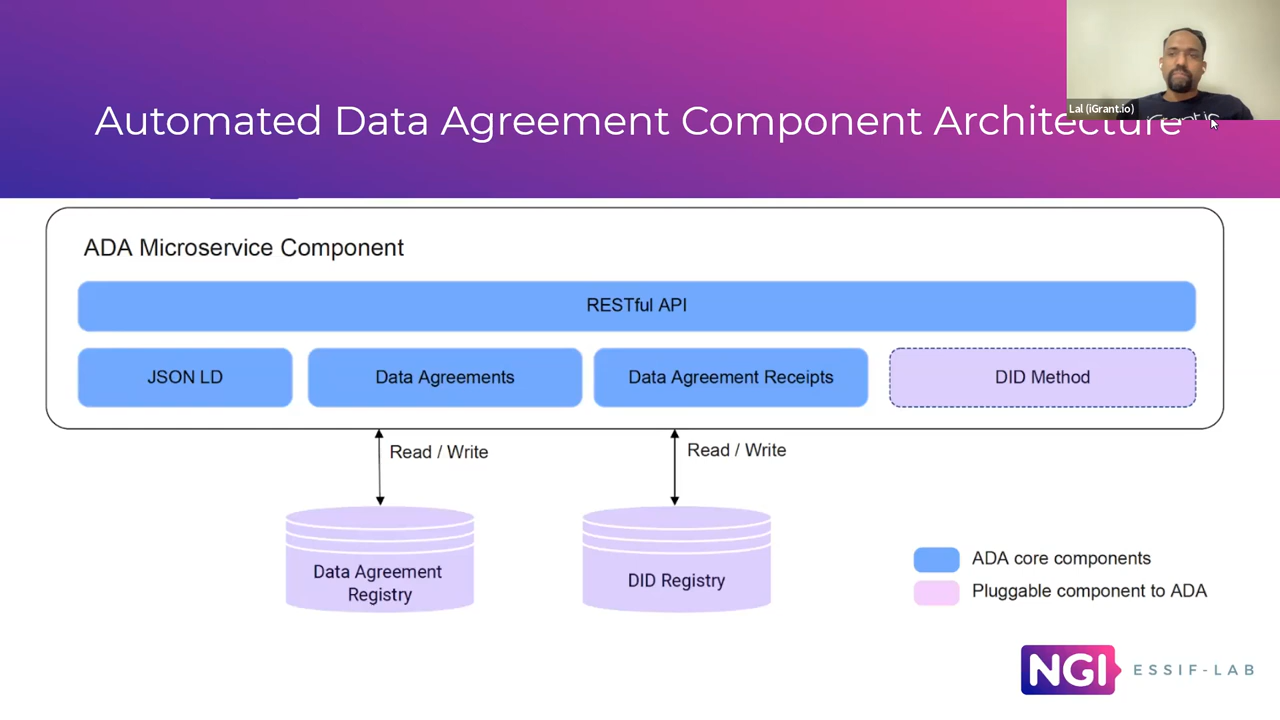 Lal (iGrant.io)
Automated Data Agreement Component Architecture
ADA Microservice Component
RESTful API
JSON LD
Data Agreements
Data Agreement Receipts
DID Method
Read / Write
Read / Write
Data Agreement
Registry
DID Registry
ADA core components
Pluggable component to ADA
NGI
ESSIF-LAB